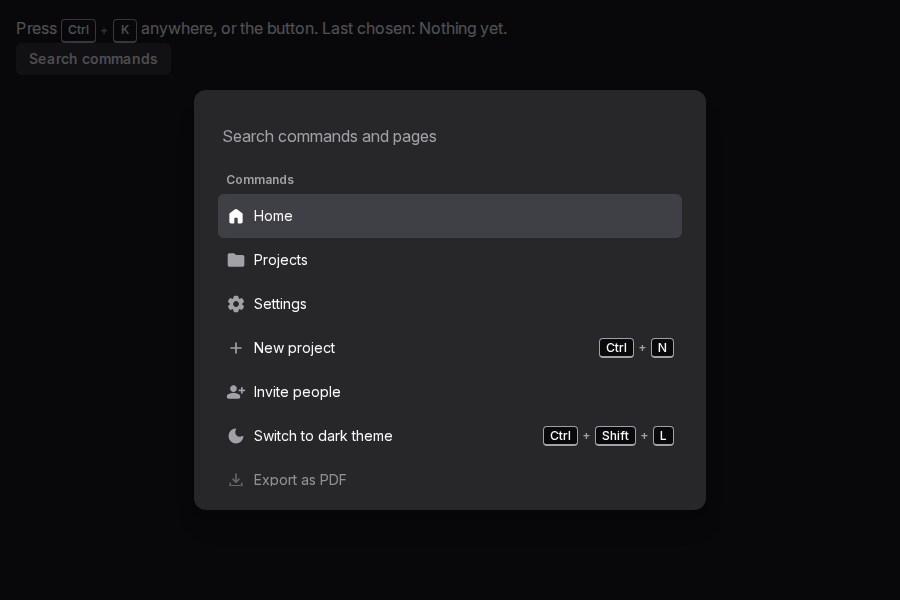 Press Ctrl + K anywhere, or the button. Last chosen: Nothing yet.
Search commands
Search commands and pages
Commands
Home
Projects
Settings
New project Ctrl + N
Invite people
Switch to dark theme Ctrl + Shift + L
Export as PDF